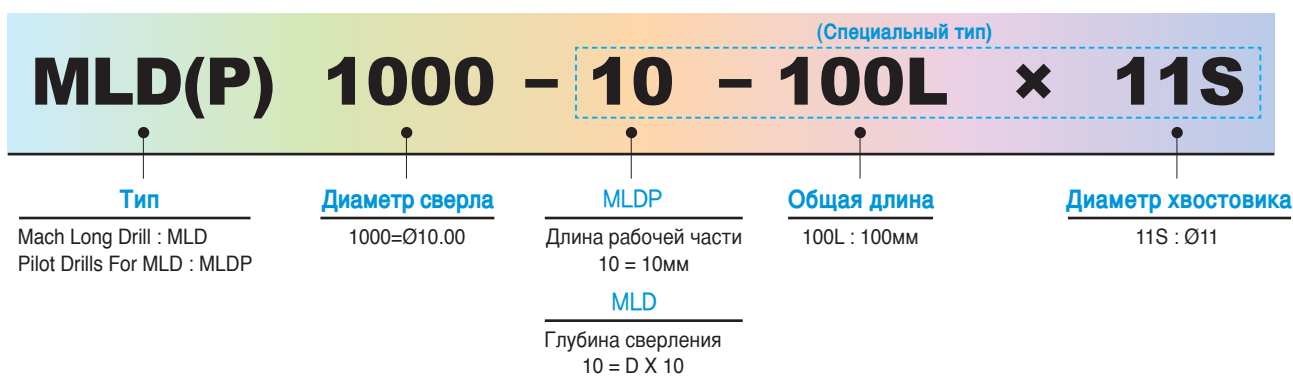 (Специальный тип)
MLD(P) 1000 – 10 – 100L × 11S
Тип
Mach Long Drill : MLD
Pilot Drills For MLD : MLDP
Диаметр сверла
1000=Ø10.00
MLDP
Длина рабочей части
10 = 10мм
MLD
Глубина сверления
10 = D X 10
Общая длина
100L : 100мм
Диаметр хвостовика
11S : Ø11